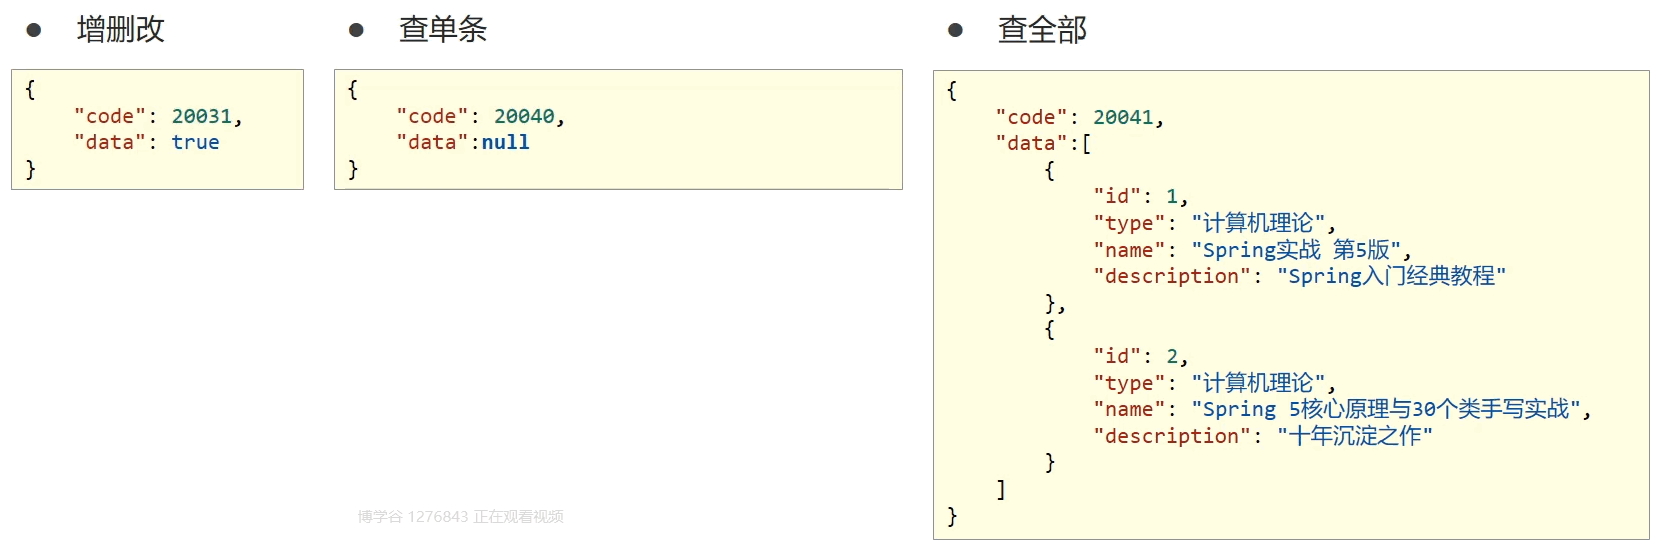 ● 增删改
{
    "code": 20031,
    "data": true
}
● 查单条
{
    "code": 20040,
    "data":null
}
● 查全部
{
    "code": 20041,
    "data":[
        {
            "id": 1,
            "type": "计算机理论",
            "name": "Spring实战 第5版",
            "description": "Spring入门经典教程"
        },
        {
            "id": 2,
            "type": "计算机理论",
            "name": "Spring 5核心原理与30个类手写实战",
            "description": "十年沉淀之作"
        }
    ]
}
博学谷 1276843 正在观看视频